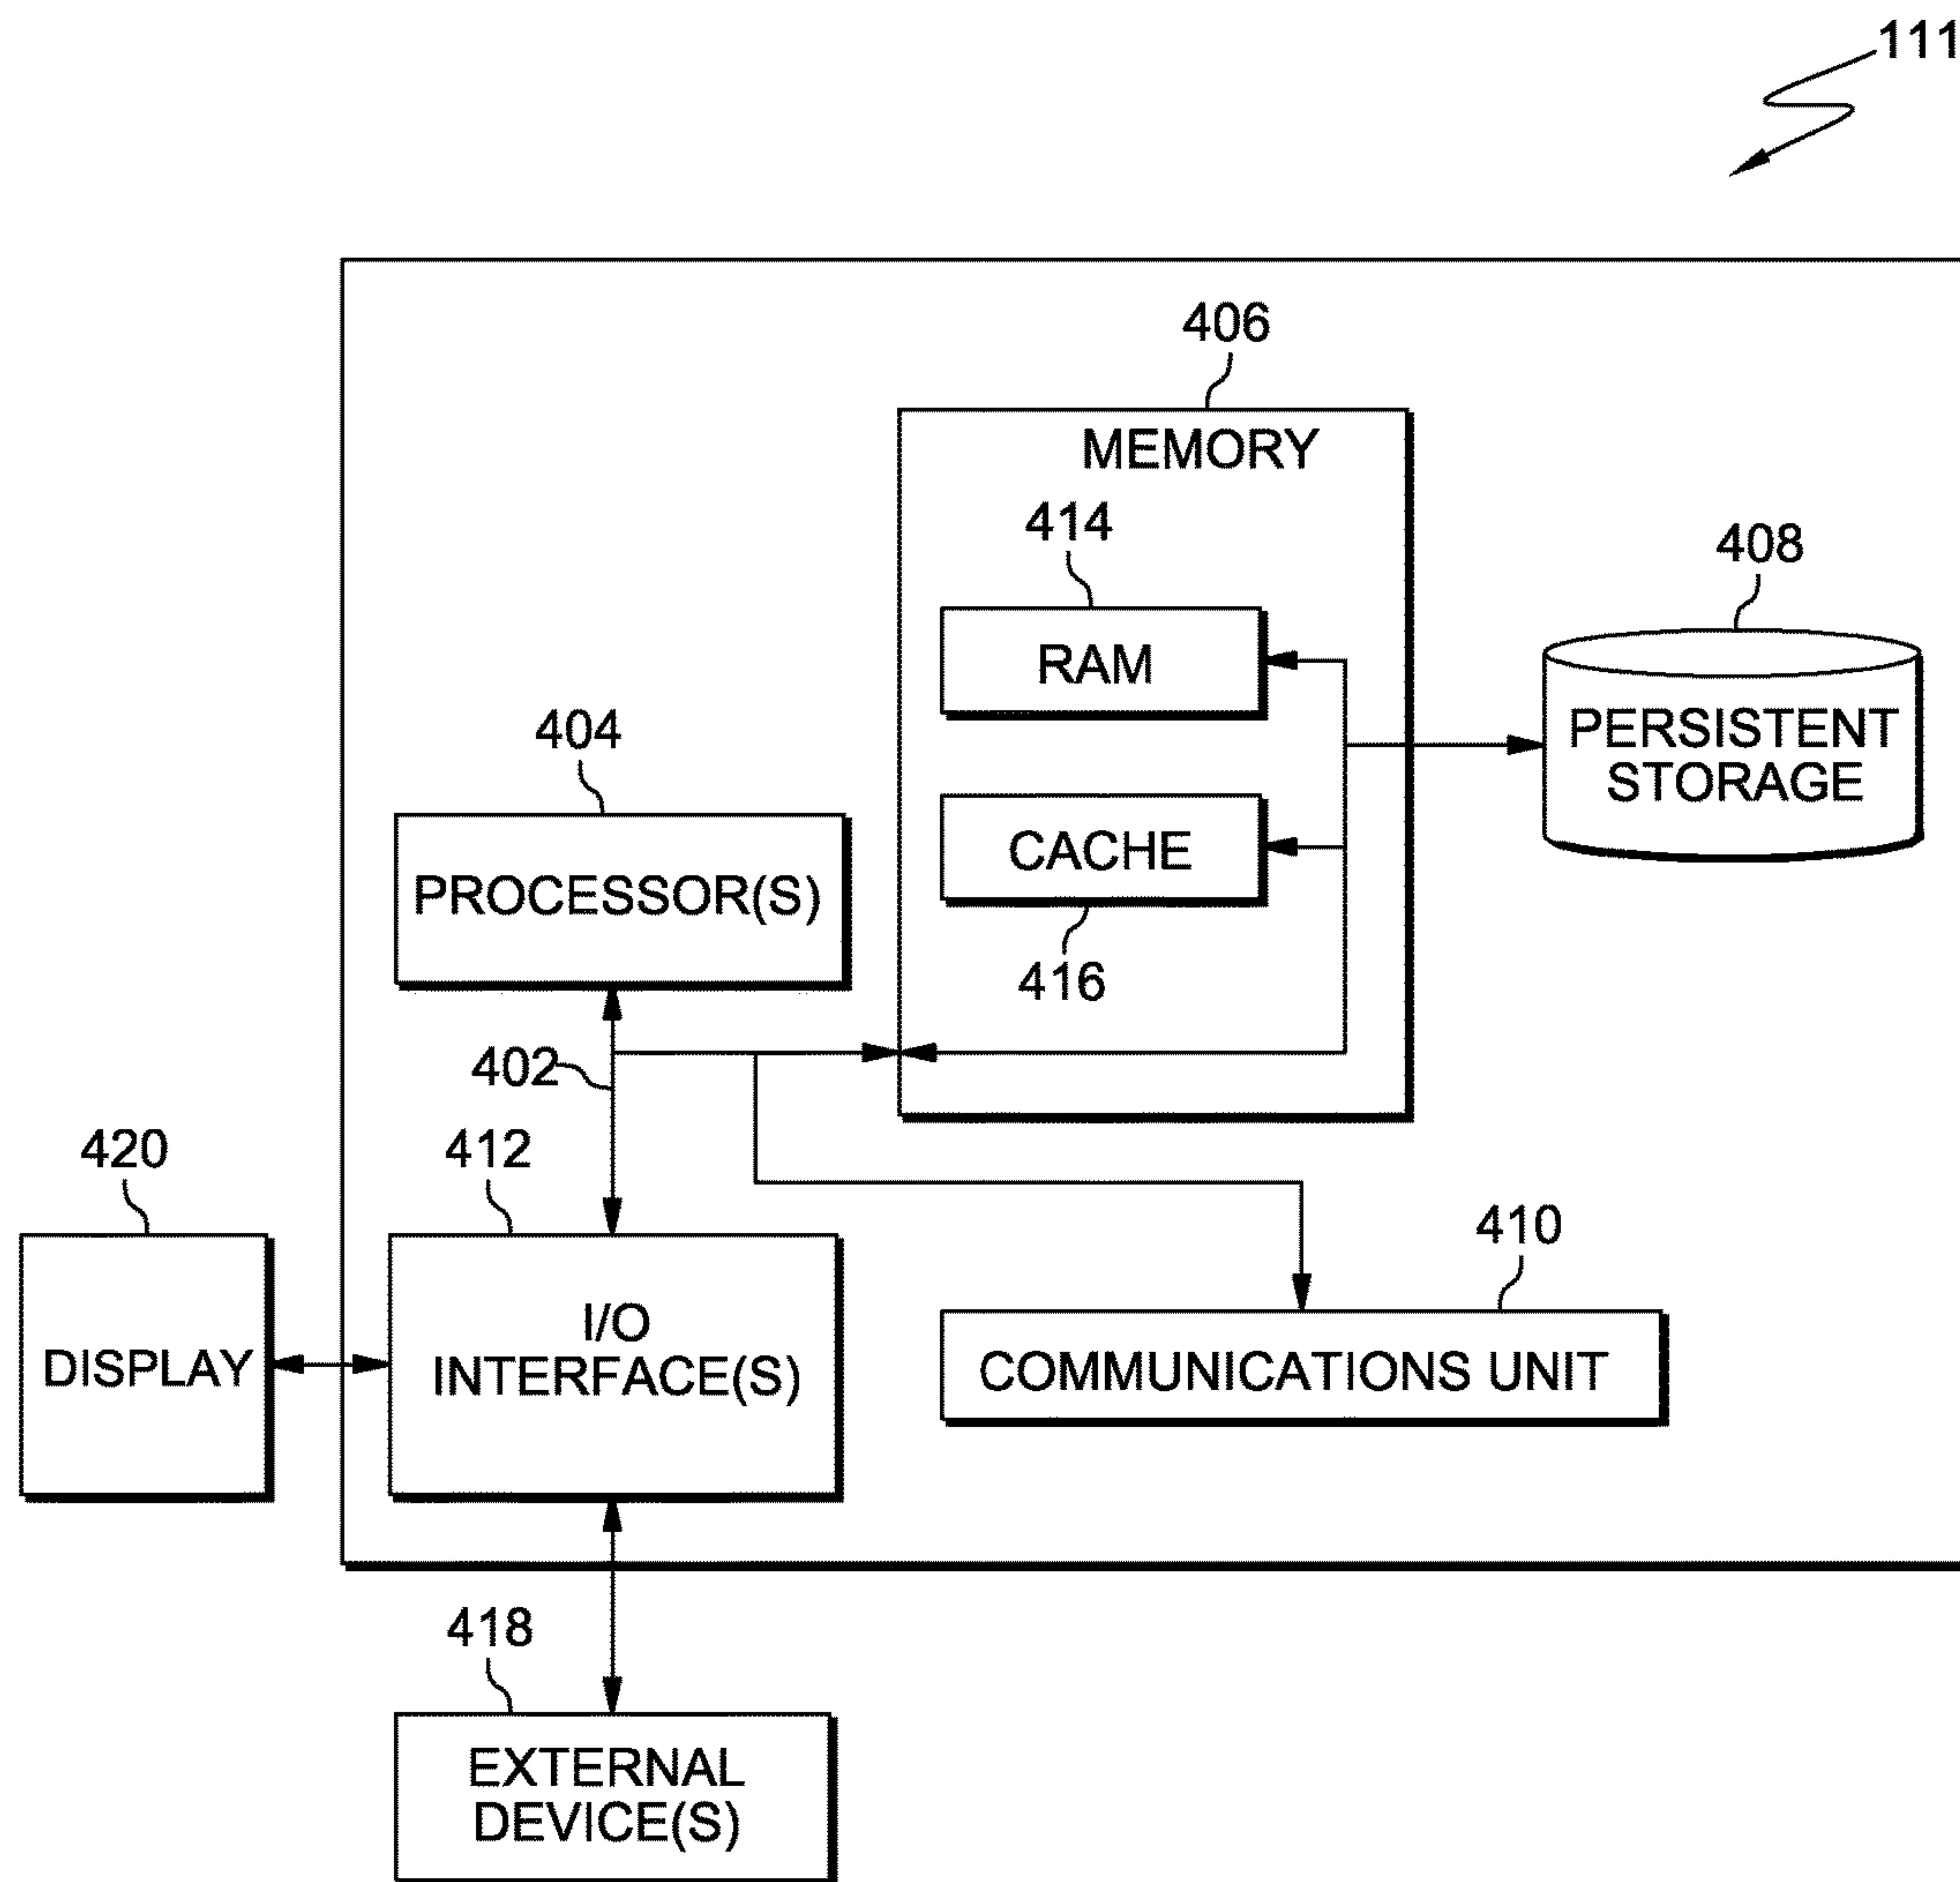 111
406
MEMORY
414
408
RAM
PERSISTENT
STORAGE
404
CACHE
PROCESSOR(S)
416
402
420
412
410
I/O
INTERFACE(S)
DISPLAY
COMMUNICATIONS UNIT
418
EXTERNAL
DEVICE(S)